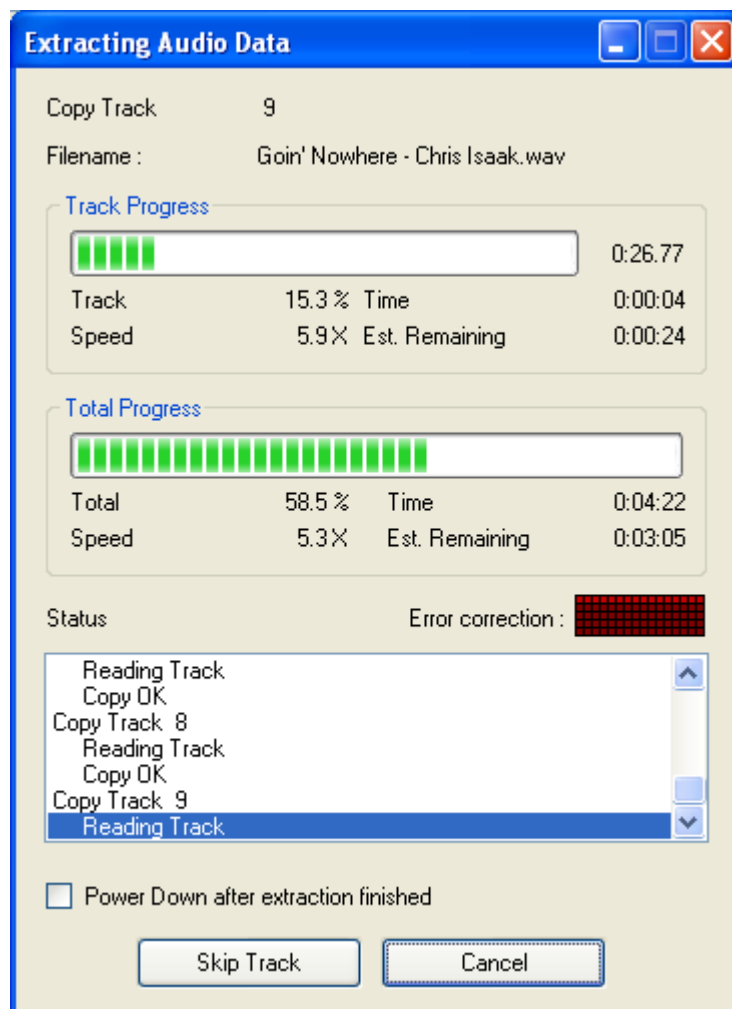 Extracting Audio Data
Copy Track 9
Filename : Goin' Nowhere - Chris Isaak.wav
Track Progress
0:26.77
Track 15.3 % Time 0:00:04
Speed 5.9 X Est. Remaining 0:00:24
Total Progress
Total 58.5 % Time 0:04:22
Speed 5.3 X Est. Remaining 0:03:05
Status Error correction :
Reading Track
Copy OK
Copy Track 8
Reading Track
Copy OK
Copy Track 9
Reading Track
Power Down after extraction finished
Skip Track Cancel